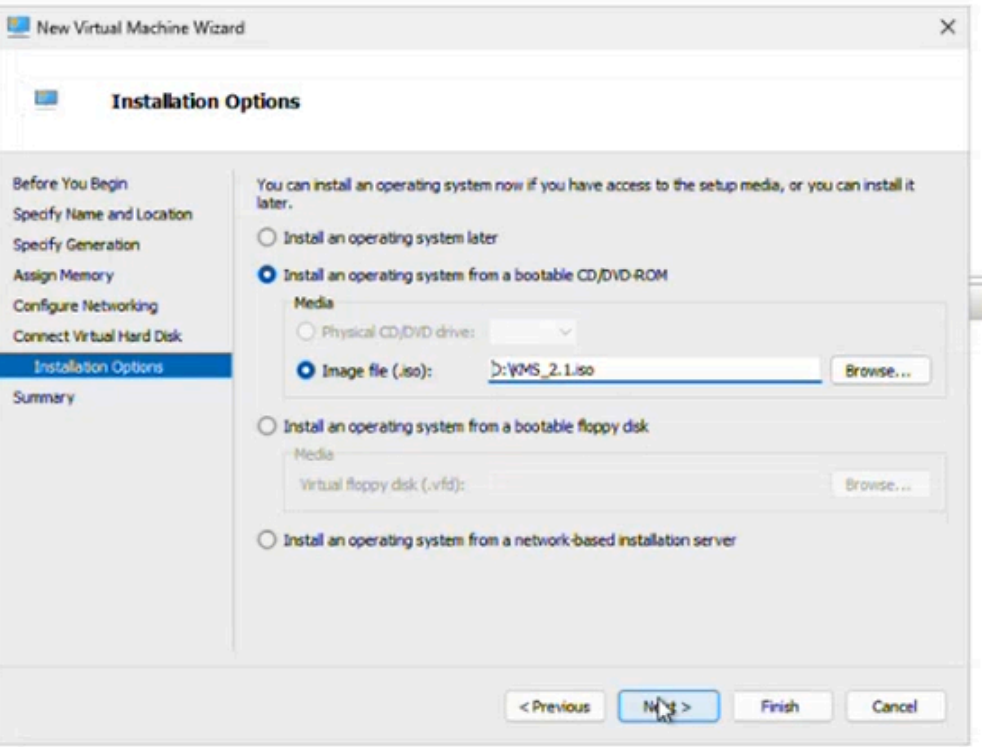 New Virtual Machine Wizard
Installation Options
Before You Begin
Specify Name and Location
Specify Generation
Assign Memory
Configure Networking
Connect Virtual Hard Disk
Installation Options
Summary
You can install an operating system now if you have access to the setup media, or you can install it
later.
Install an operating system later
Install an operating system from a bootable CD/DVD-ROM
Media
Physical CD/DVD drive:
Image file (.iso):
D:\KMS_2.1.iso
Browse...
Install an operating system from a bootable floppy disk
Media
Virtual floppy disk (.vfd):
Browse...
Install an operating system from a network-based installation server
< Previous
Next >
Finish
Cancel